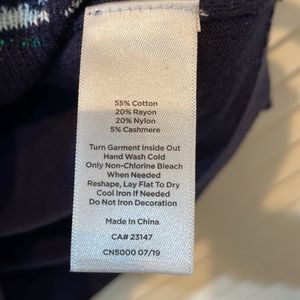 55% Cotton
20% Rayon
20% Nylon
5% Cashmere
Turn Garment Inside Out
Hand Wash Cold
Only Non-Chlorine Bleach
When Needed
Reshape, Lay Flat To Dry
Cool Iron If Needed
Do Not Iron Decoration
Made In China
CA# 23147
CN5000 07/19